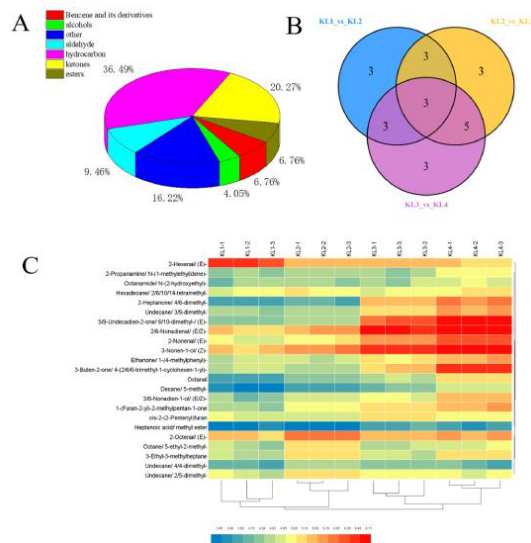 A
Benzene and its derivatives
alcohols
other
aldehyde
hydrocarbon
ketones
esters
36.49%
20.27%
9.46%
16.22%
4.05%
6.76%
6.76%
B
KL1_vs_KL2
3
3
3
3
3
5
3
KL3_vs_KL4
C
KL1-1
KL1-2
KL1-3
KL2-1
KL2-2
KL2-3
KL3-1
KL3-3
KL3-2
KL4-1
KL4-2
KL4-3
2-Hexenal/ (E)-
2-Propanamine/ N-(1-methylethylidene)-
Octanamide/ N-(2-hydroxyethyl)-
Hexadecane/ 2/6/10/14-tetramethyl-
2-Heptanone/ 4/6-dimethyl-
Undecane/ 3/9-dimethyl-
5/9-Undecadien-2-one/ 6/10-dimethyl-/ (E)-
2/6-Nonadienal/ (E/Z)-
2-Nonenal/ (E)-
3-Nonen-1-ol/ (Z)-
Ethanone/ 1-(4-methylphenyl)-
3-Buten-2-one/ 4-(2/6/6-trimethyl-1-cyclohexen-1-yl)-
Octanal
Decane/ 5-methyl-
3/6-Nonadien-1-ol/ (E/Z)-
1-(Furan-2-yl)-2-methylpentan-1-one
cis-2-(2-Pentenyl)furan
Heptanoic acid/ methyl ester
2-Octenal/ (E)-
Octane/ 5-ethyl-2-methyl-
3-Ethyl-3-methylheptane
Undecane/ 4/4-dimethyl-
Undecane/ 2/5-dimethyl-